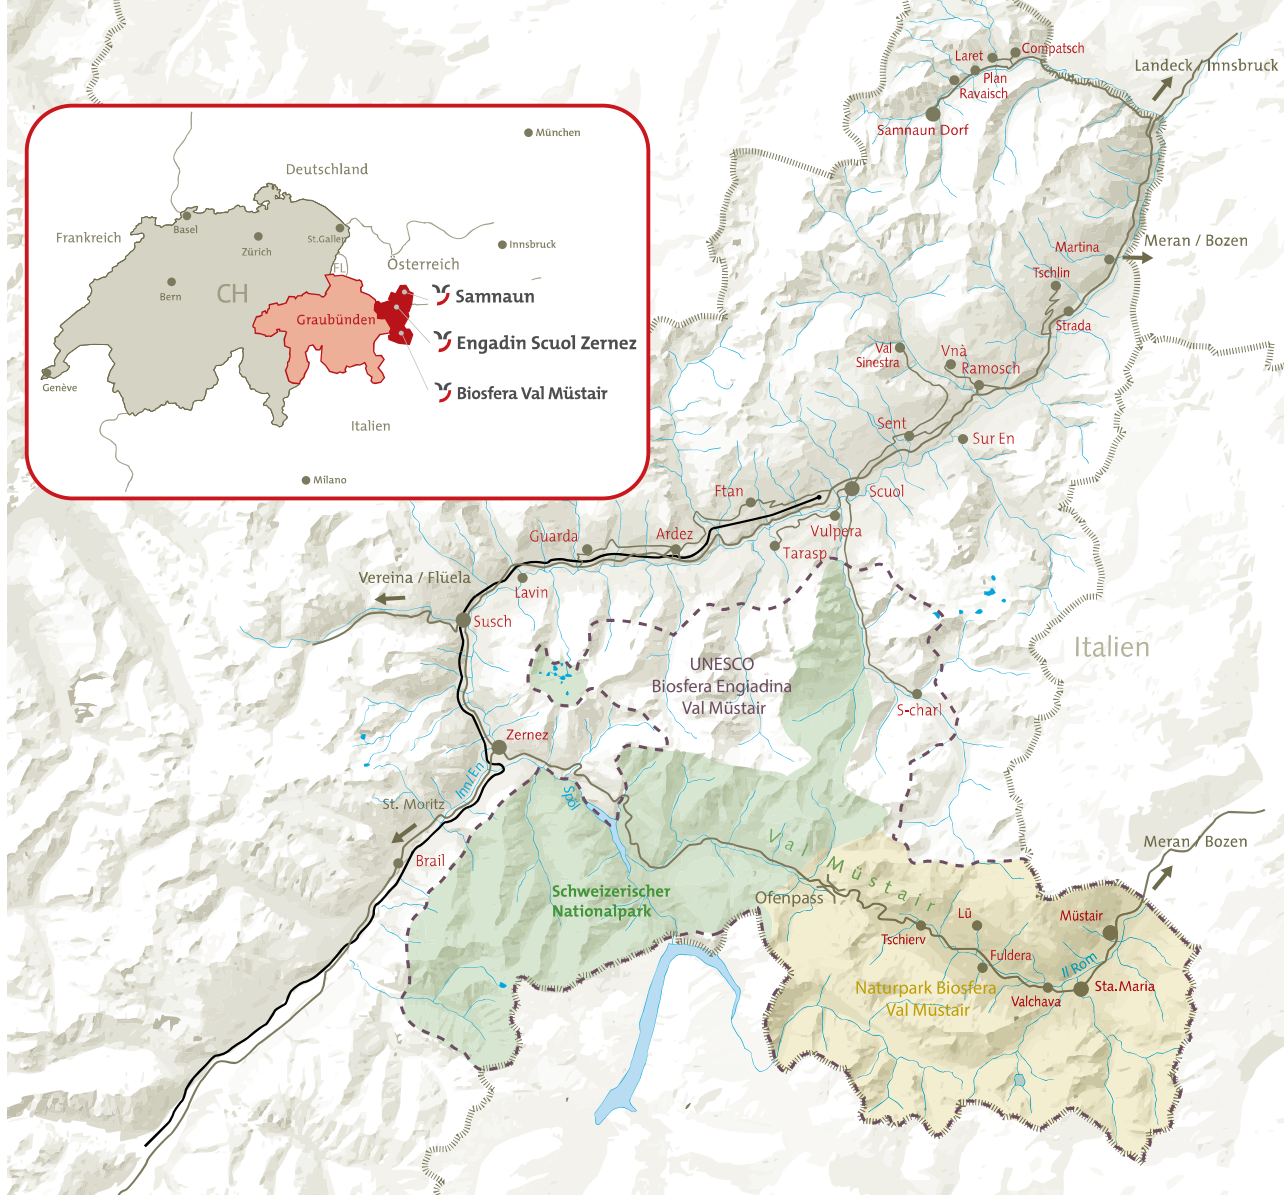 Compatsch
Laret
Landeck / Innsbruck
Plan
Ravaisch
Samnaun Dorf
München
Deutschland
Basel
St.Gallen
Frankreich
Zürich
Innsbruck
Österreich
FL
Bern
CH
Samnaun
Graubünden
Engadin Scuol Zernez
Genève
Biosfera Val Müstair
Italien
Milano
Meran / Bozen
Martina
Tschlin
Strada
Val
Sinestra
Vnà
Ramosch
Sent
Sur En
Ftan
Scuol
Vulpera
Guarda
Ardez
Tarasp
Vereina / Flüela
Lavin
Susch
Italien
UNESCO
Biosfera Engiadina
Val Müstair
S-charl
Zernez
Inn/En
Spöl
St. Moritz
Brail
Val Müstair
Meran / Bozen
Schweizerischer
Nationalpark
Ofenpass
Lü
Müstair
Tschierv
Fuldera
Il Rom
Naturpark Biosfera
Val Müstair
Valchava
Sta.Maria